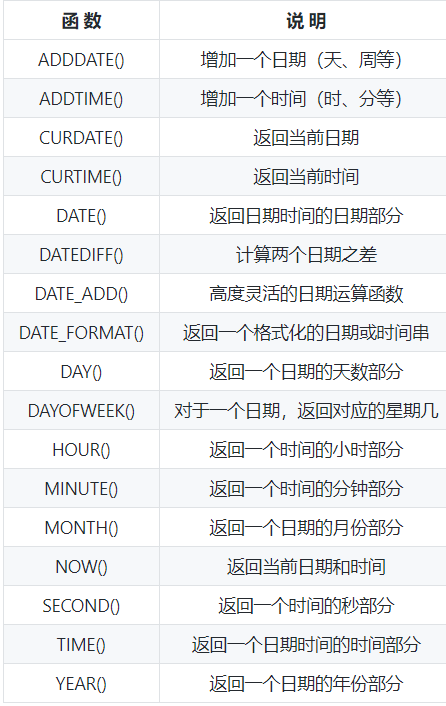 函 数 说 明
ADDDATE() 增加一个日期（天、周等）
ADDTIME() 增加一个时间（时、分等）
CURDATE() 返回当前日期
CURTIME() 返回当前时间
DATE() 返回日期时间的日期部分
DATEDIFF() 计算两个日期之差
DATE_ADD() 高度灵活的日期运算函数
DATE_FORMAT() 返回一个格式化的日期或时间串
DAY() 返回一个日期的天数部分
DAYOFWEEK() 对于一个日期，返回对应的星期几
HOUR() 返回一个时间的小时部分
MINUTE() 返回一个时间的分钟部分
MONTH() 返回一个日期的月份部分
NOW() 返回当前日期和时间
SECOND() 返回一个时间的秒部分
TIME() 返回一个日期时间的时间部分
YEAR() 返回一个日期的年份部分